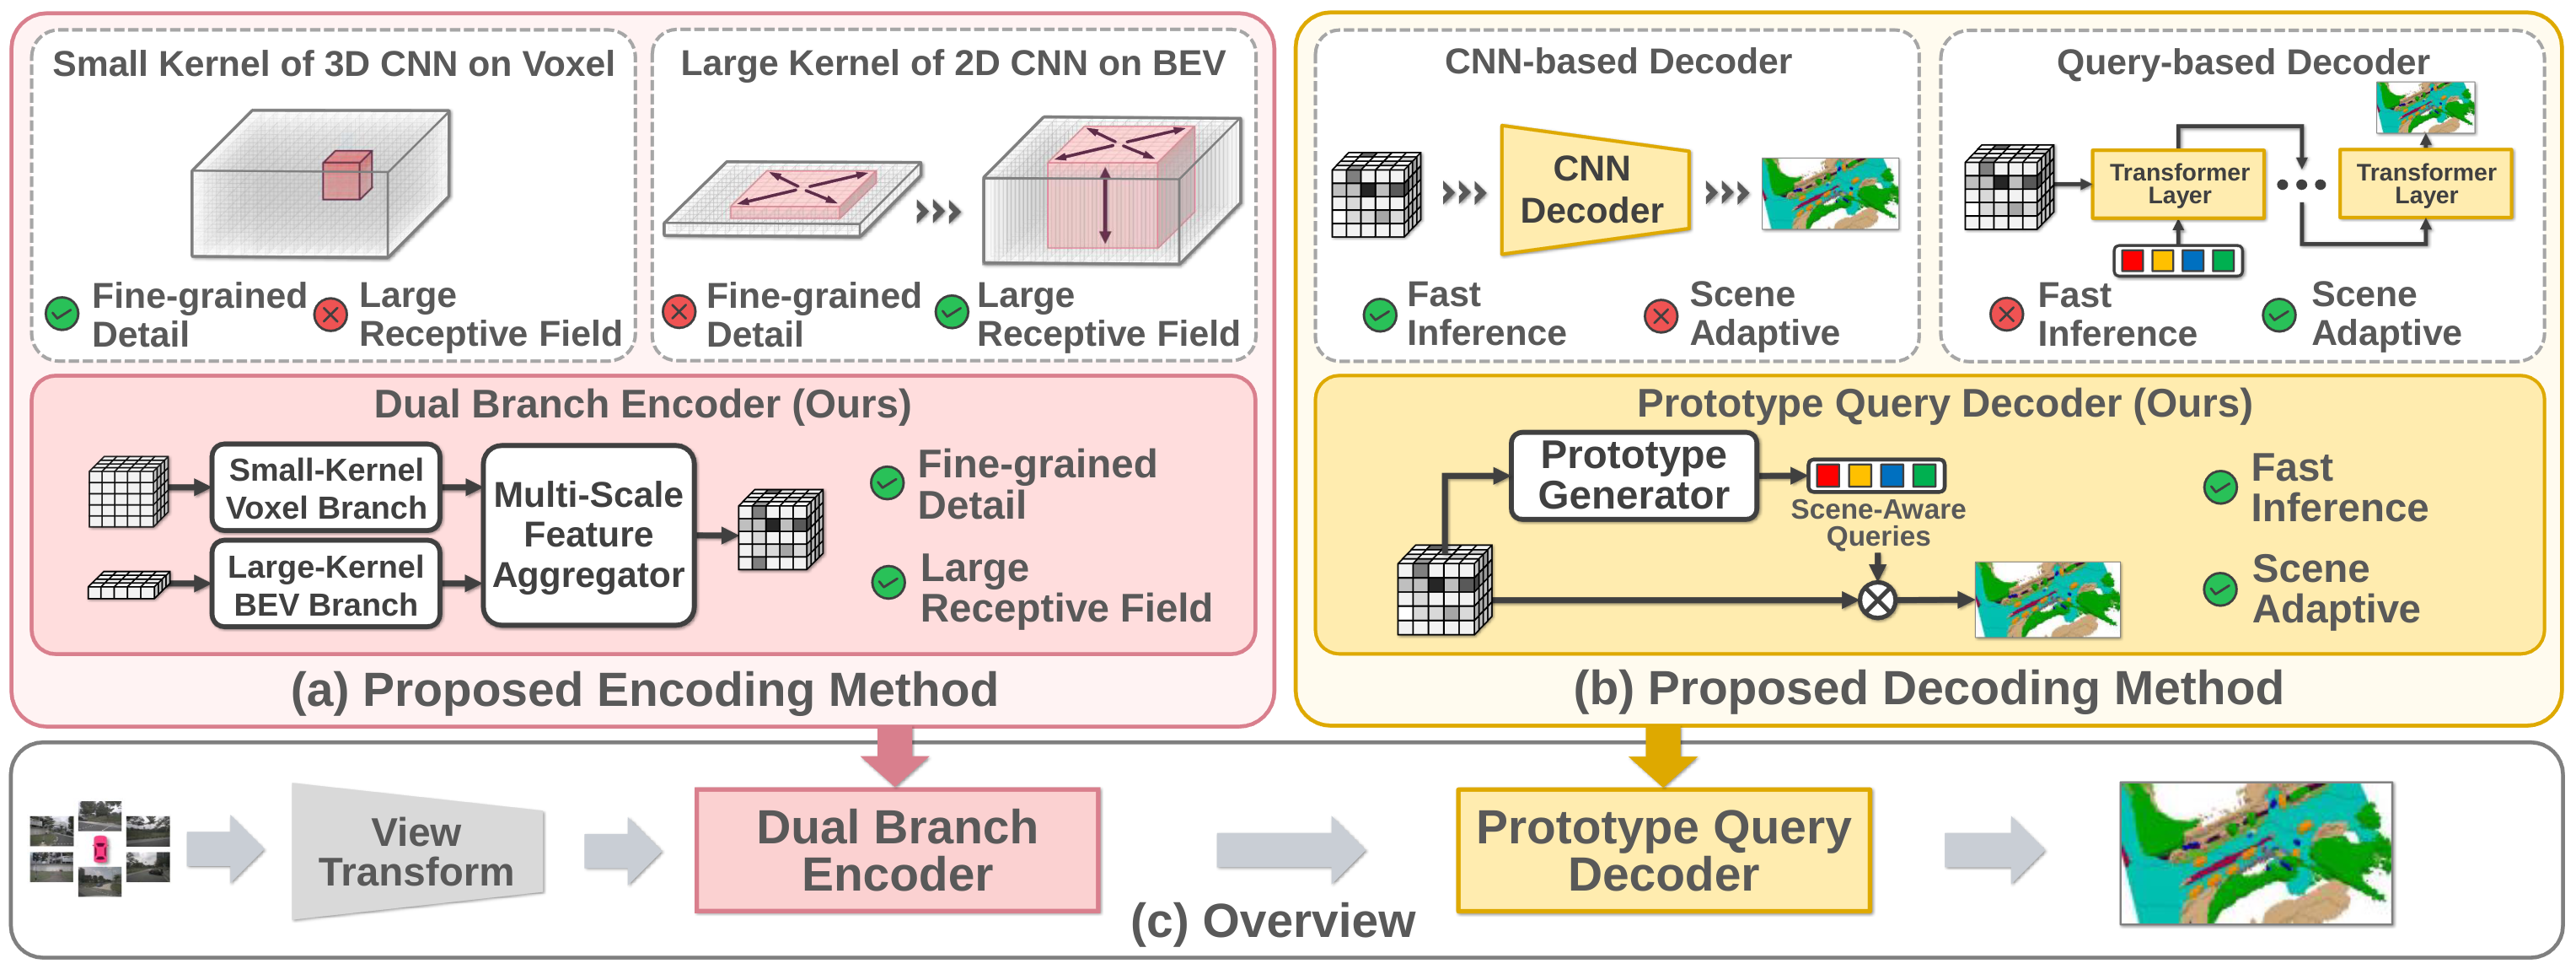 Small Kernel of 3D CNN on Voxel
Fine-grained
Detail
Large
Receptive Field
Large Kernel of 2D CNN on BEV
Fine-grained
Detail
Large
Receptive Field
Dual Branch Encoder (Ours)
Small-Kernel
Voxel Branch
Large-Kernel
BEV Branch
Multi-Scale
Feature
Aggregator
Fine-grained
Detail
Large
Receptive Field
(a) Proposed Encoding Method
CNN-based Decoder
CNN
Decoder
Fast
Inference
Scene
Adaptive
Query-based Decoder
Transformer
Layer
Transformer
Layer
Fast
Inference
Scene
Adaptive
Prototype Query Decoder (Ours)
Prototype
Generator
Scene-Aware
Queries
Fast
Inference
Scene
Adaptive
(b) Proposed Decoding Method
View
Transform
Dual Branch
Encoder
Prototype Query
Decoder
(c) Overview